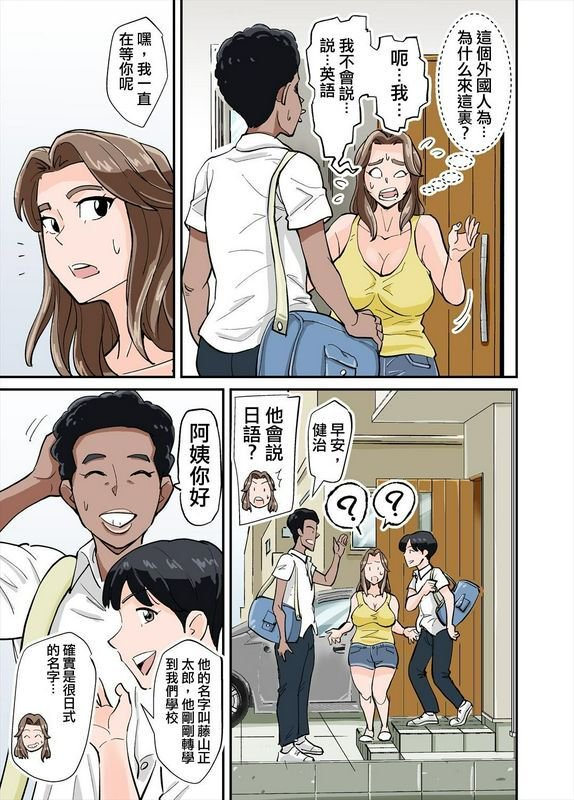 這個外國人為…
為什么來這裏？
呃…我…
我不會說…
說…英語
嘿，我一直
在等你呢
早安，
健治
他會說
日語？
？
？
阿姨你好
他的名字叫藤山正
太郎，他剛剛轉學
到我們學校
確實是很日式
的名字…